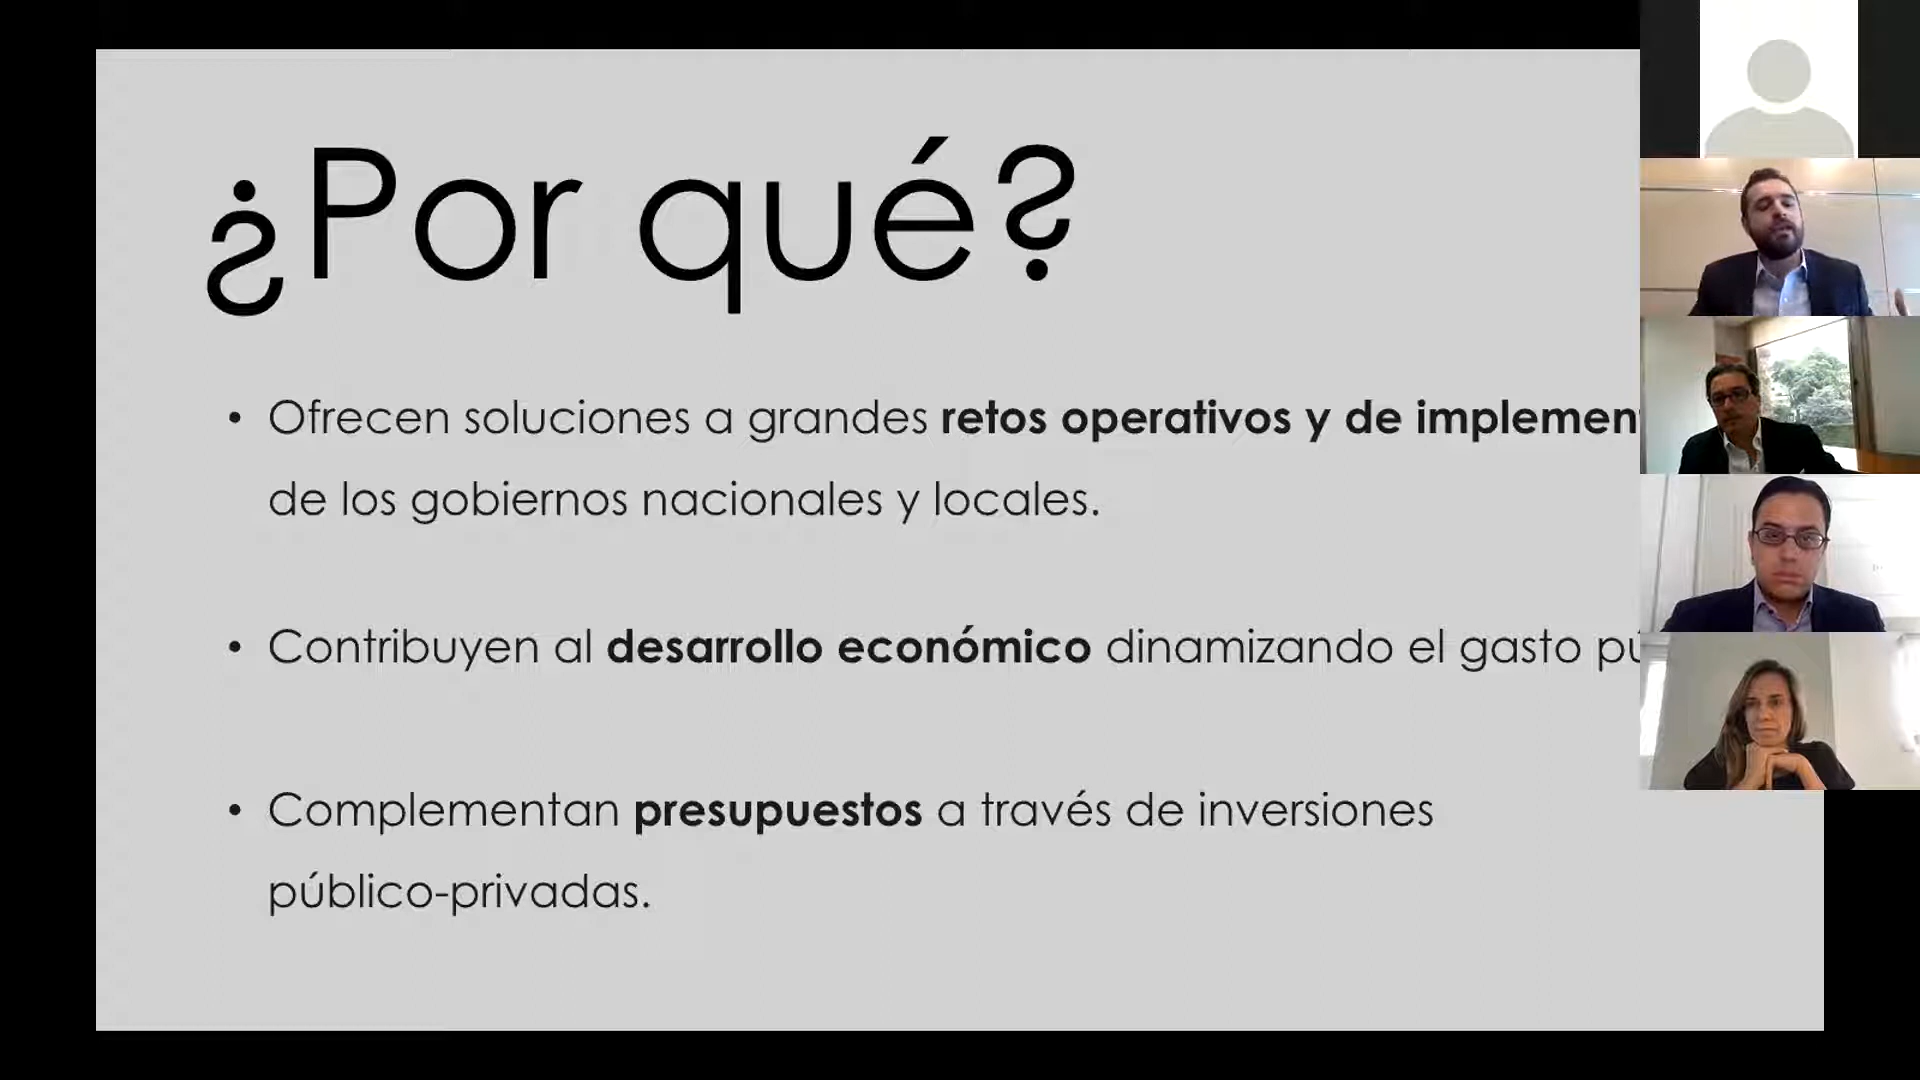 ¿Por qué?
• Ofrecen soluciones a grandes retos operativos y de implemen
de los gobiernos nacionales y locales.
• Contribuyen al desarrollo económico dinamizando el gasto pú
• Complementan presupuestos a través de inversiones
público-privadas.